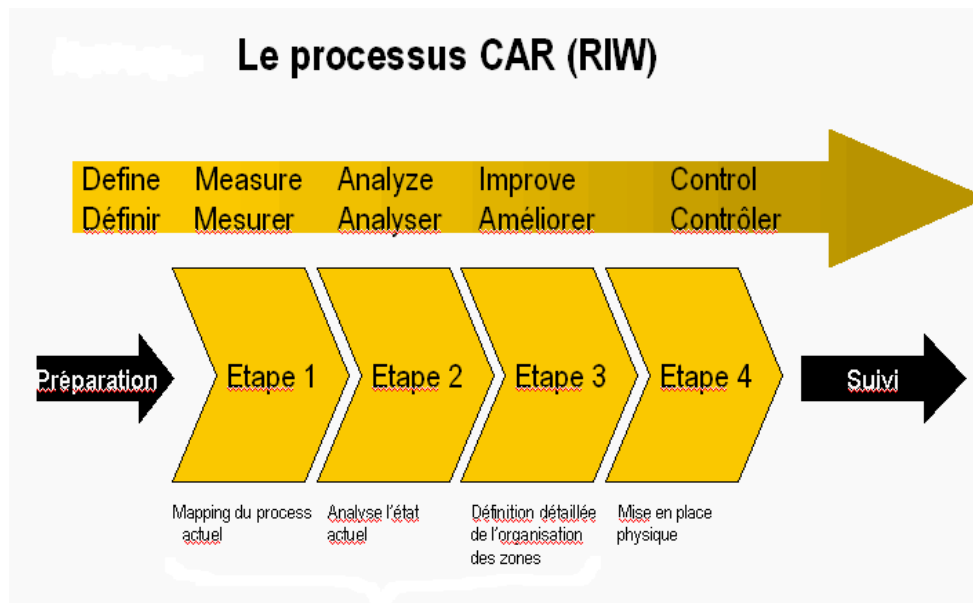 Le processus CAR (RIW)
Define Measure Analyze Improve Control
Définir Mesurer Analyser Améliorer Contrôler
Préparation
Etape 1
Etape 2
Etape 3
Etape 4
Suivi
Mapping du process
actuel
Analyse l'état
actuel
Définition détaillée
de l'organisation
des zones
Mise en place
physique